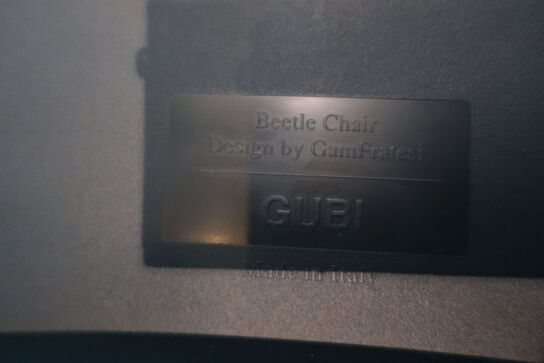 Beetle Chair
Design by GamFratesi
GUBI
Made in Italy